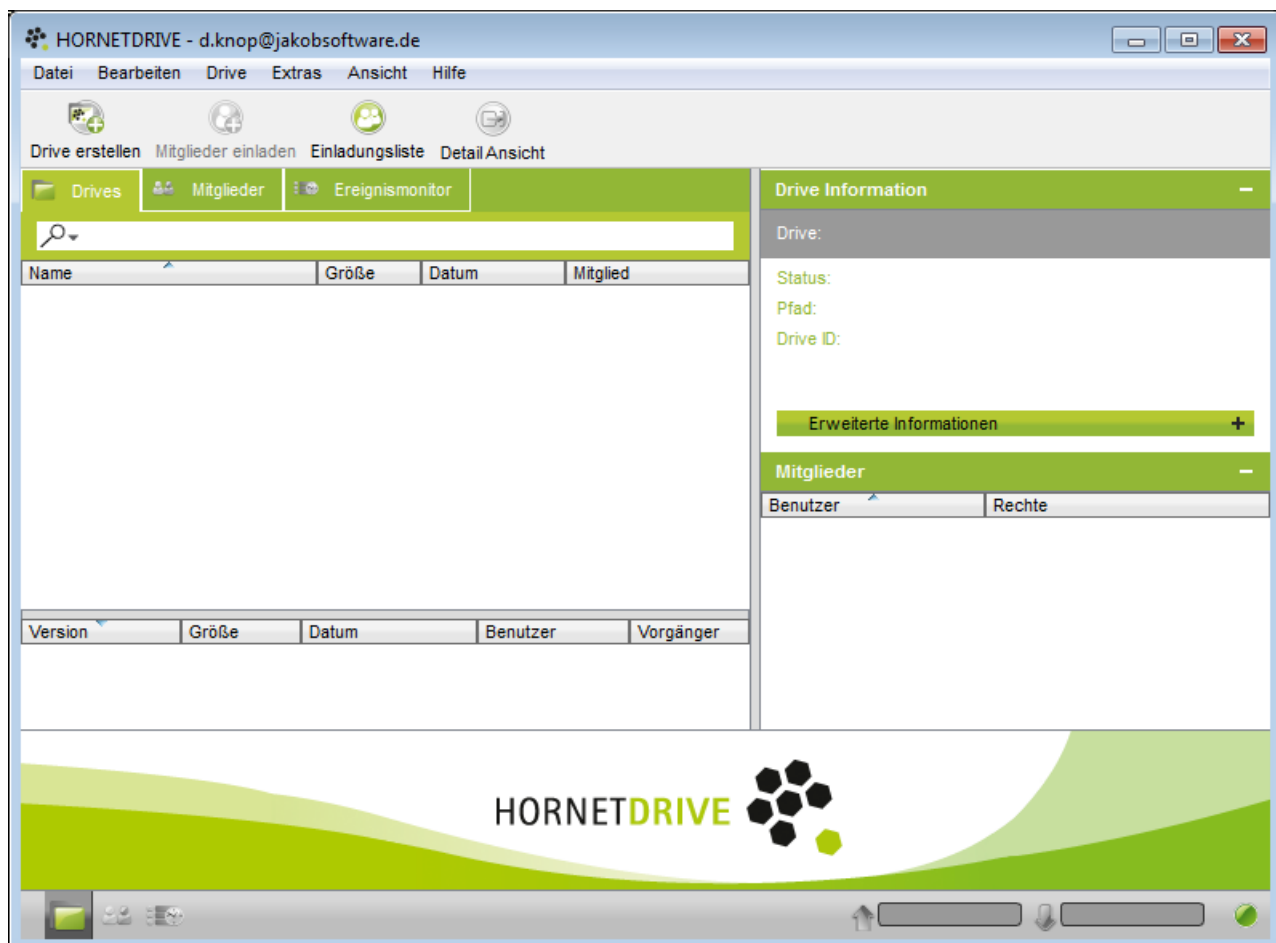 HORNETDRIVE - d.knop@jakobsoftware.de
Datei Bearbeiten Drive Extras Ansicht Hilfe
Drive erstellen Mitglieder einladen Einladungsliste Detail Ansicht
Drives Mitglieder Ereignismonitor
Name Größe Datum Mitglied
Version Größe Datum Benutzer Vorgänger
Drive Information
Drive:
Status:
Pfad:
Drive ID:
Erweiterte Informationen
Mitglieder
Benutzer Rechte
HORNETDRIVE